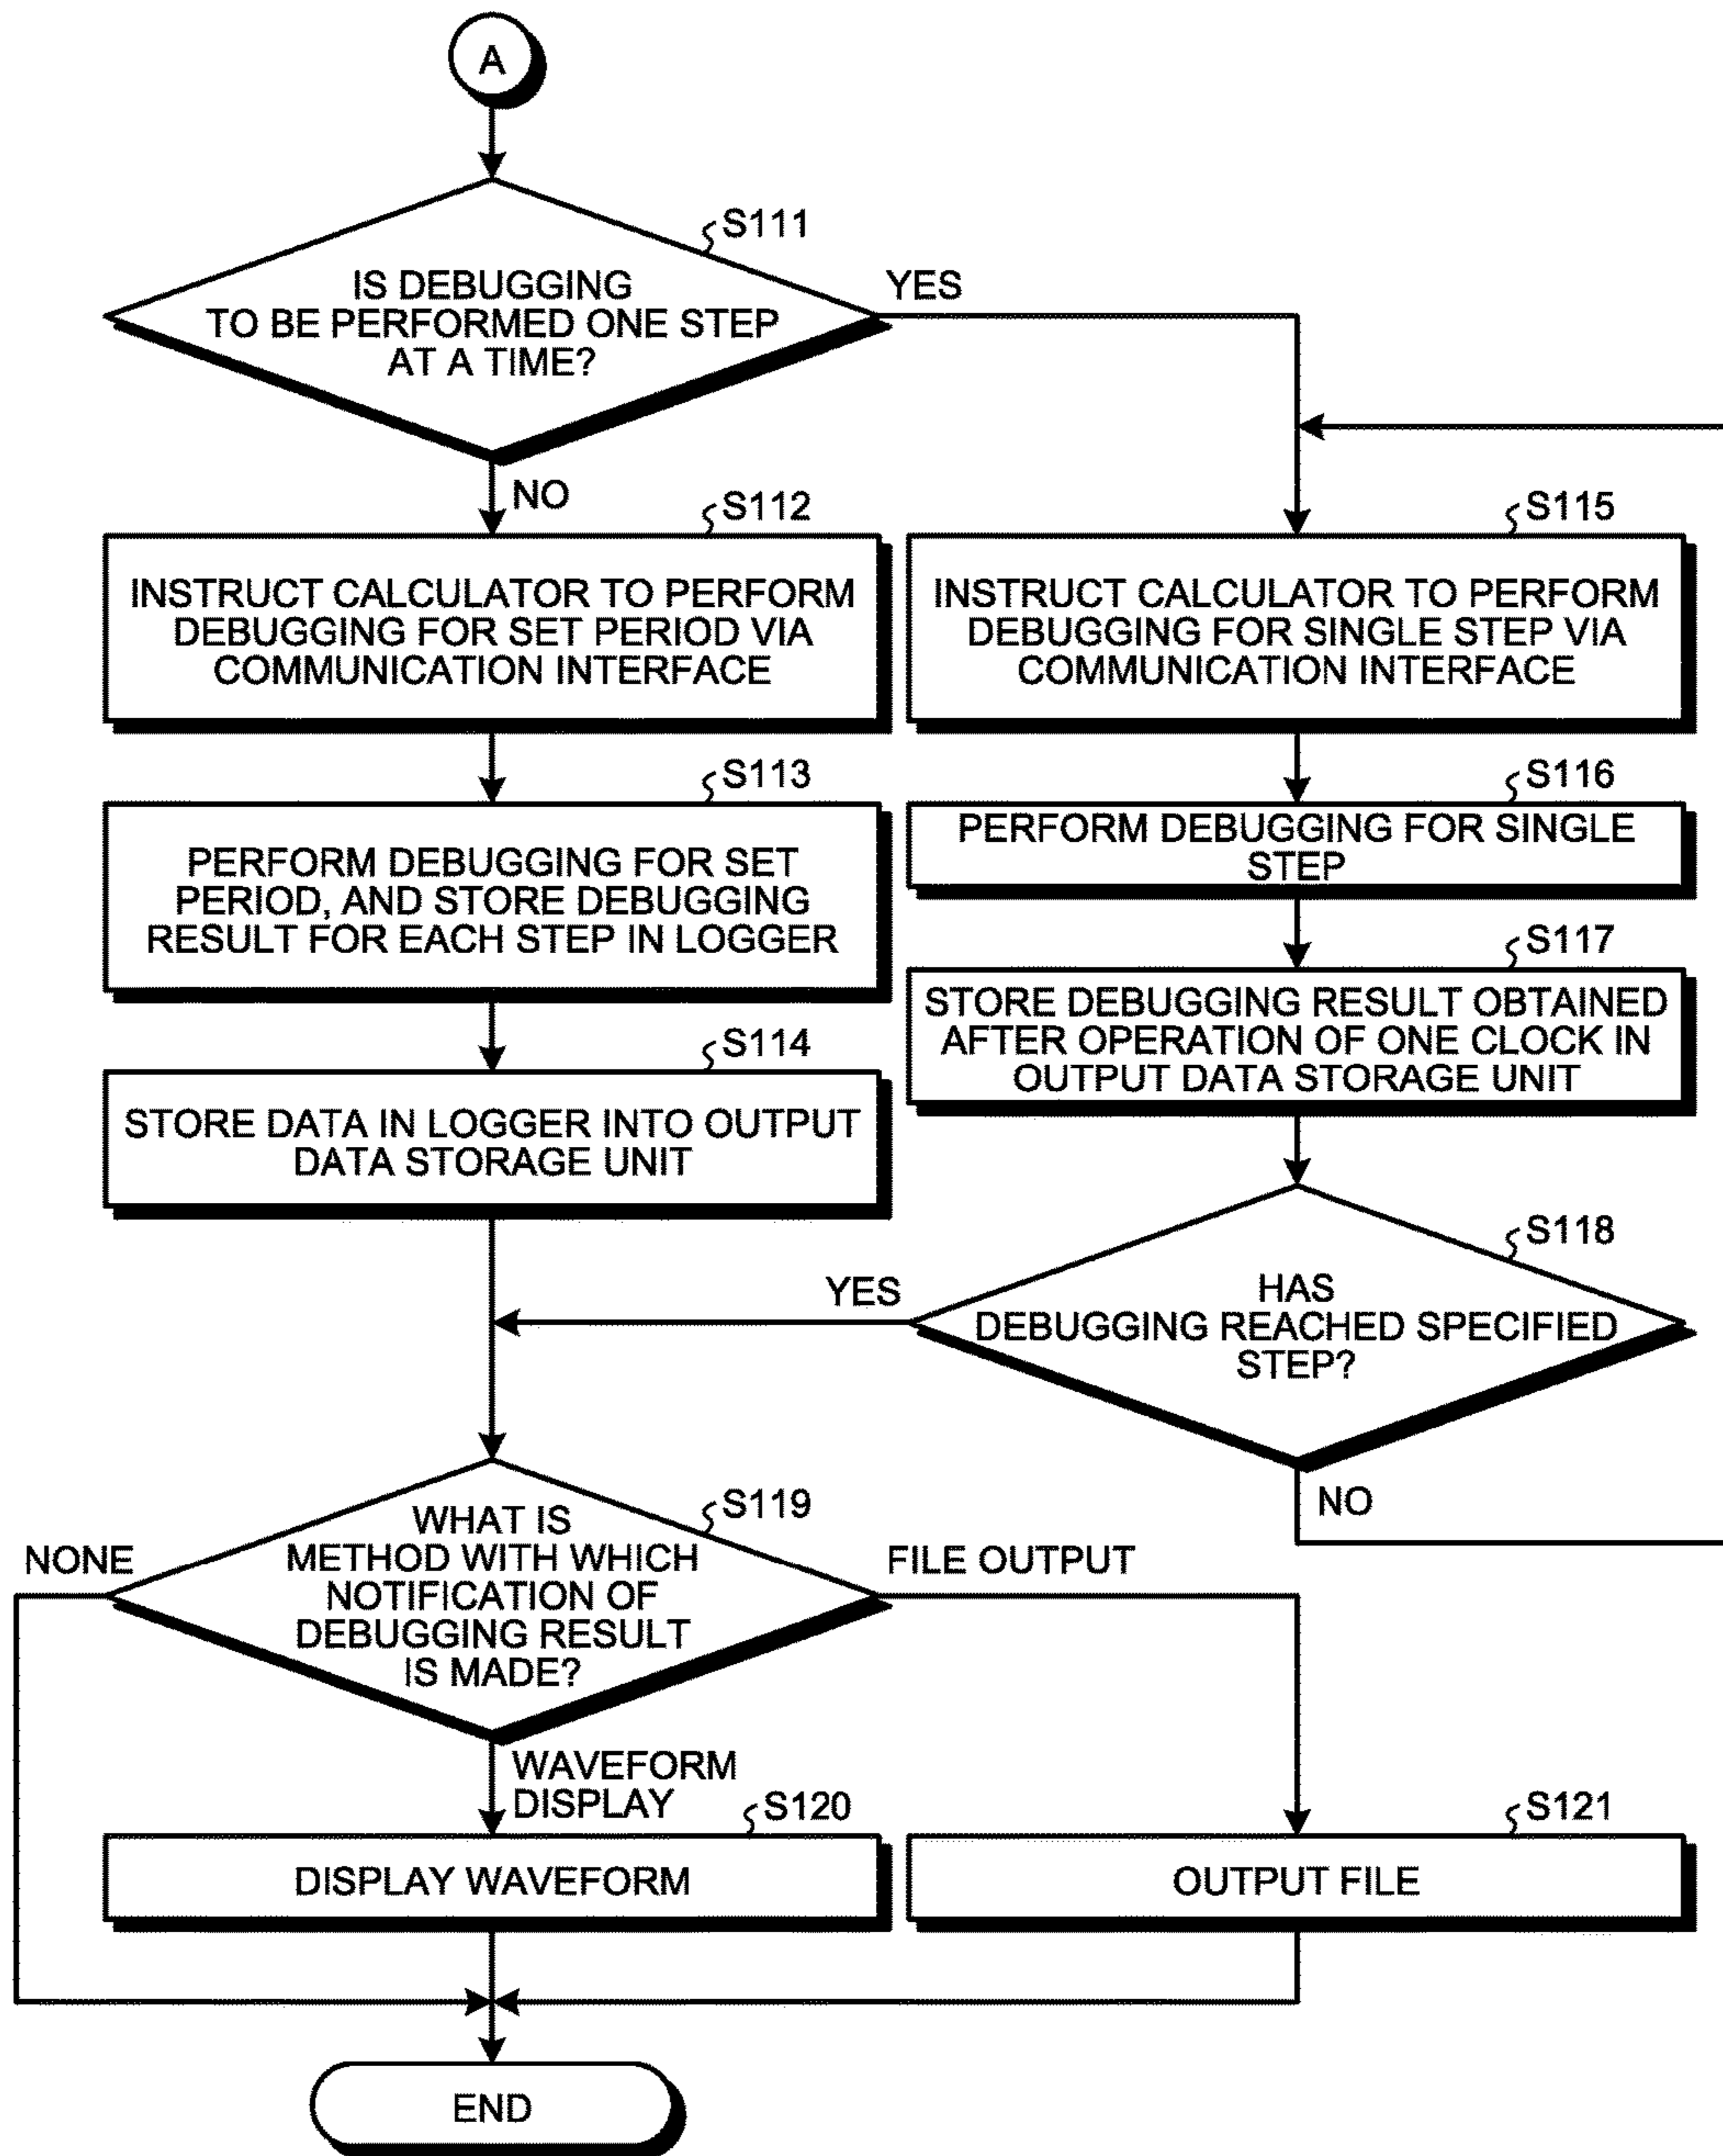 A
S111
IS DEBUGGING
TO BE PERFORMED ONE STEP
AT A TIME?
YES
NO
S112
INSTRUCT CALCULATOR TO PERFORM
DEBUGGING FOR SET PERIOD VIA
COMMUNICATION INTERFACE
S113
PERFORM DEBUGGING FOR SET
PERIOD, AND STORE DEBUGGING
RESULT FOR EACH STEP IN LOGGER
S114
STORE DATA IN LOGGER INTO OUTPUT
DATA STORAGE UNIT
S115
INSTRUCT CALCULATOR TO PERFORM
DEBUGGING FOR SINGLE STEP VIA
COMMUNICATION INTERFACE
S116
PERFORM DEBUGGING FOR SINGLE
STEP
S117
STORE DEBUGGING RESULT OBTAINED
AFTER OPERATION OF ONE CLOCK IN
OUTPUT DATA STORAGE UNIT
S118
HAS
DEBUGGING REACHED SPECIFIED
STEP?
YES
NO
S119
WHAT IS
METHOD WITH WHICH
NOTIFICATION OF
DEBUGGING RESULT
IS MADE?
NONE
FILE OUTPUT
WAVEFORM
DISPLAY
S120
DISPLAY WAVEFORM
S121
OUTPUT FILE
END